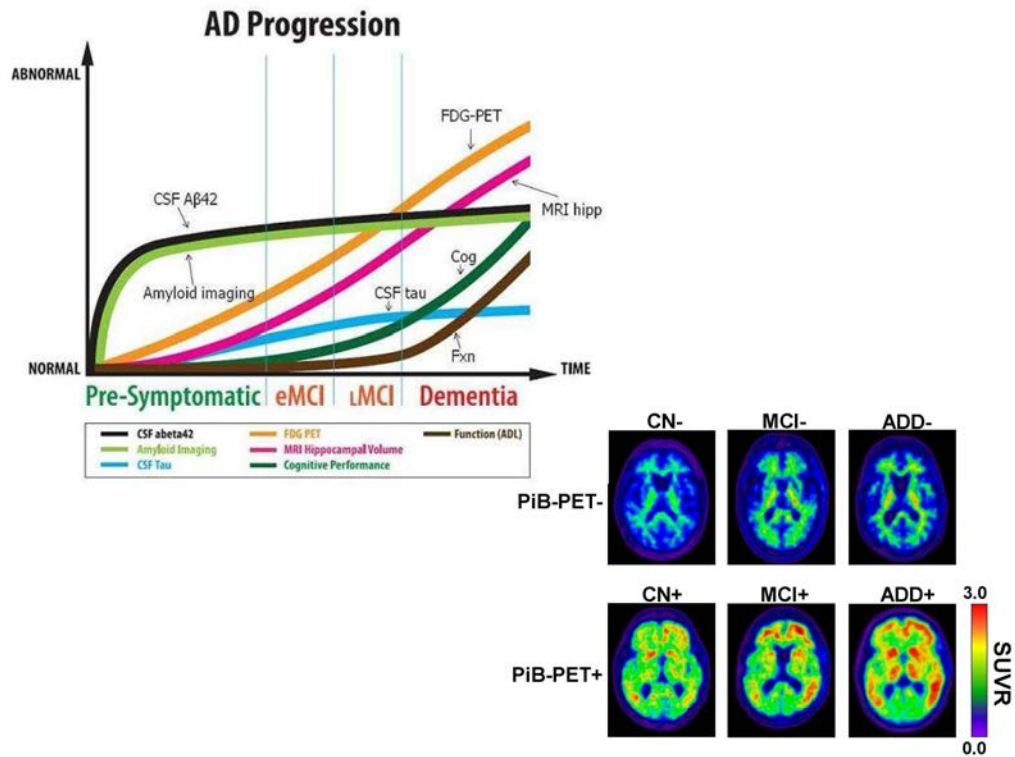 AD Progression
ABNORMAL
FDG-PET
CSF Aβ42
MRI hipp
Cog
Amyloid imaging
CSF tau
Fxn
NORMAL
TIME
Pre-Symptomatic eMCI LMCI Dementia
CSF abeta42 FDG PET Function (ADL)
Amyloid Imaging MRI Hippocampal Volume
CSF Tau Cognitive Performance
CN- MCI- ADD-
PiB-PET-
CN+ MCI+ ADD+
3.0
PiB-PET+
SUVR
0.0